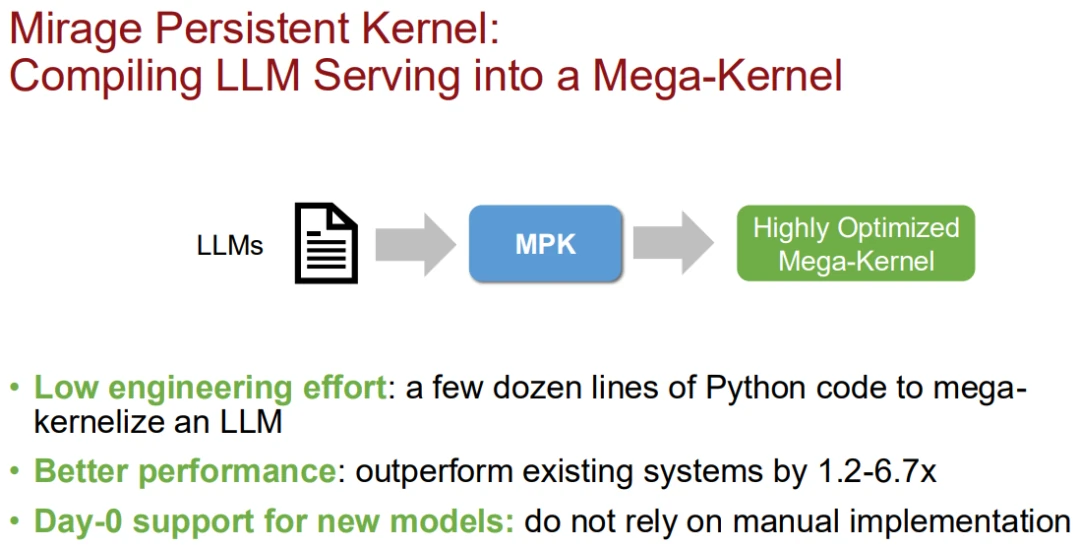 Mirage Persistent Kernel:
Compiling LLM Serving into a Mega-Kernel
LLMs
MPK
Highly Optimized
Mega-Kernel
• Low engineering effort: a few dozen lines of Python code to mega-
kernelize an LLM
• Better performance: outperform existing systems by 1.2-6.7x
• Day-0 support for new models: do not rely on manual implementation